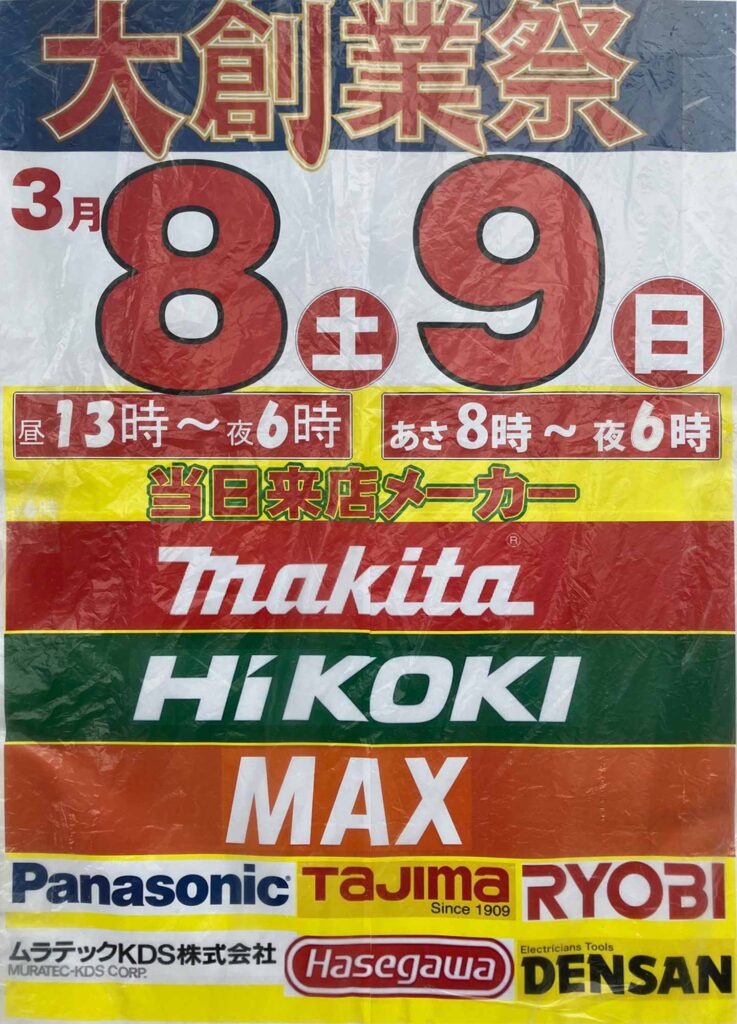 大創業祭
3月8土9日
昼13時～夜6時 あさ8時～夜6時
当日来店メーカー
makita®
HiKOKI
MAX
Panasonic TAJIMA RYOBI
Since 1909
ムラテックKDS株式会社
MURATEC-KDS CORP.
Hasegawa
Electricians Tools
DENSAN